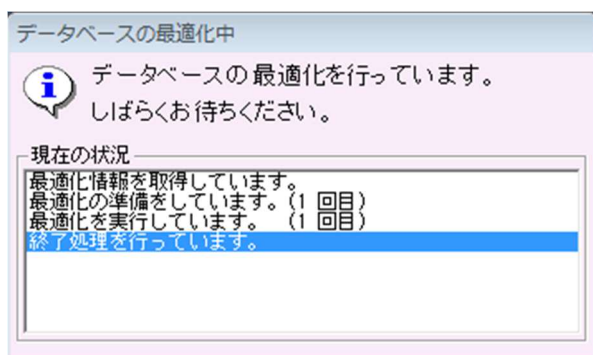 データベースの最適化中
データベースの最適化を行っています。
しばらくお待ちください。
現在の状況
最適化情報を取得しています。
最適化の準備をしています。(1 回目)
最適化を実行しています。 (1 回目)
終了処理を行っています。